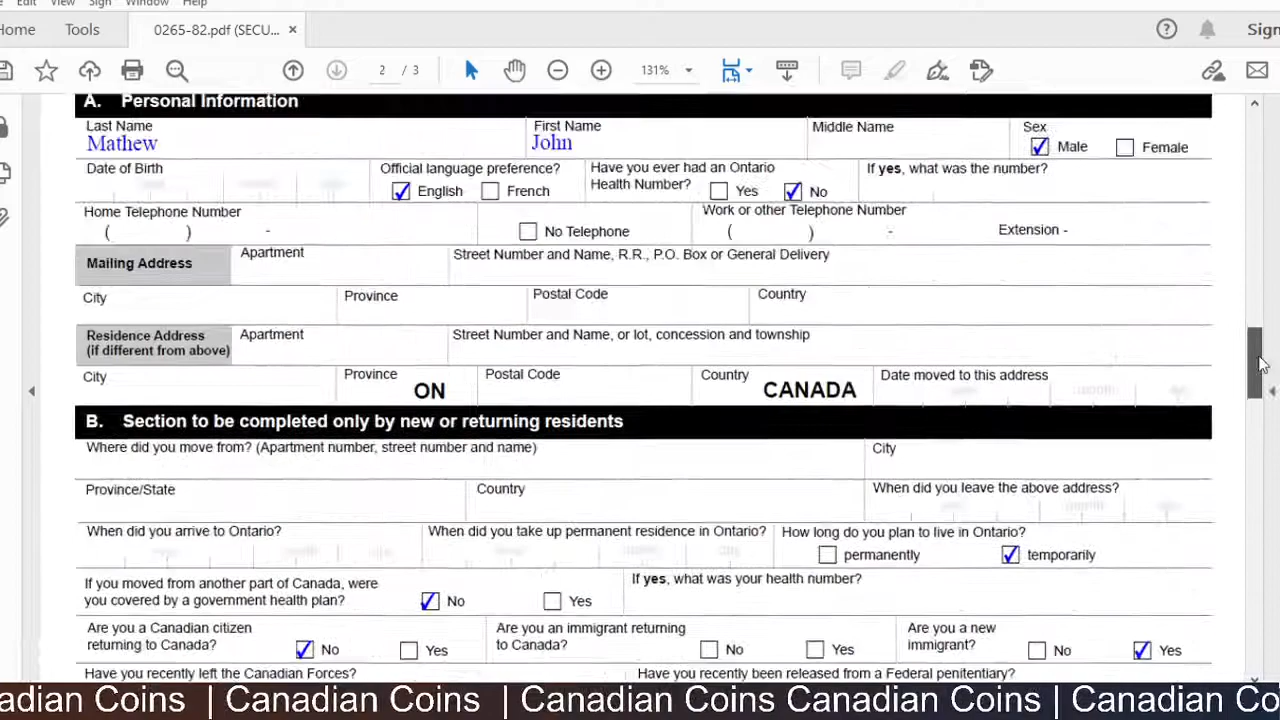 Edit View Sign Window Help
Home Tools 0265-82.pdf (SECU... × Sign
2 / 3 131%
A. Personal Information
Last Name First Name Middle Name Sex
Mathew John Male Female
Date of Birth Official language preference? Have you ever had an Ontario If yes, what was the number?
English French Health Number? Yes No
Home Telephone Number Work or other Telephone Number
( ) - No Telephone ( ) - Extension -
Mailing Address Apartment Street Number and Name, R.R., P.O. Box or General Delivery
City Province Postal Code Country
Residence Address Apartment Street Number and Name, or lot, concession and township
(if different from above)
City Province ON Postal Code Country CANADA Date moved to this address
B. Section to be completed only by new or returning residents
Where did you move from? (Apartment number, street number and name) City
Province/State Country When did you leave the above address?
When did you arrive to Ontario? When did you take up permanent residence in Ontario? How long do you plan to live in Ontario?
permanently temporarily
If you moved from another part of Canada, were If yes, what was your health number?
you covered by a government health plan? No Yes
Are you a Canadian citizen Are you an immigrant returning Are you a new
returning to Canada? No Yes to Canada? No Yes immigrant? No Yes
Have you recently left the Canadian Forces? Have you recently been released from a Federal penitentiary?
adian Coins | Canadian Coins | Canadian Coins Canadian Coins | Canadian Co